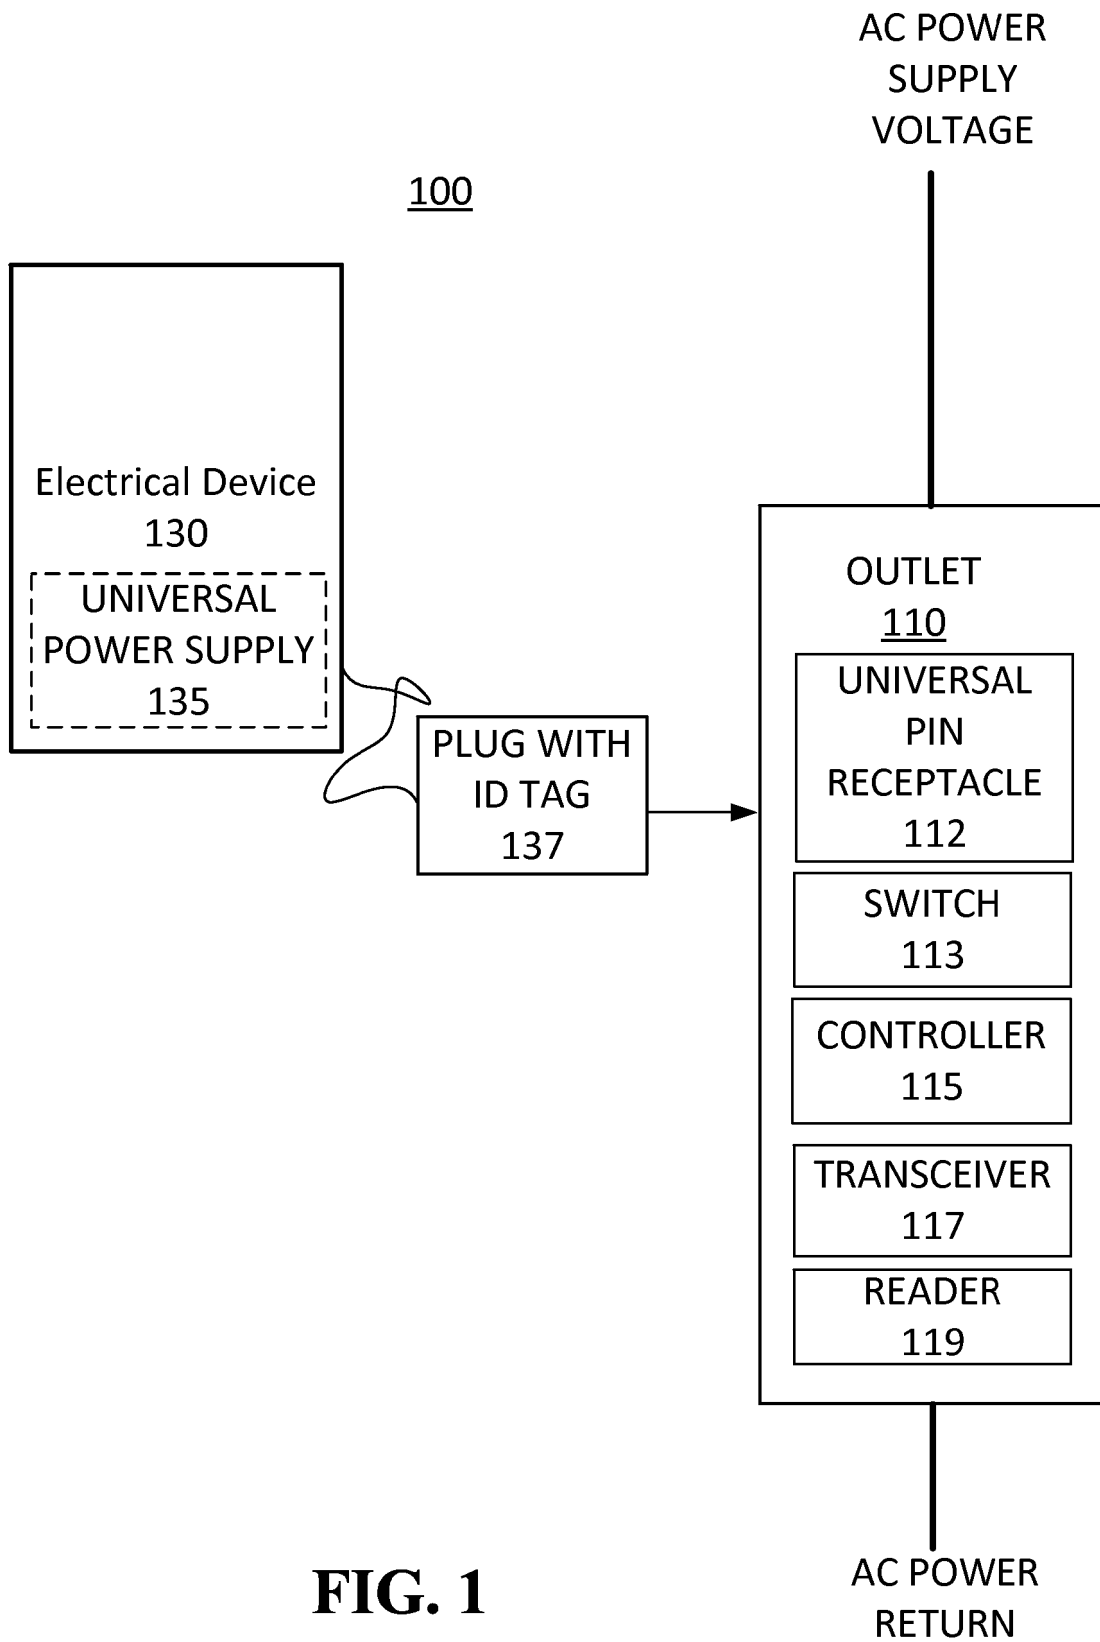 AC POWER
SUPPLY
VOLTAGE
100
Electrical Device
130
UNIVERSAL
POWER SUPPLY
135
PLUG WITH
ID TAG
137
OUTLET
110
UNIVERSAL
PIN
RECEPTACLE
112
SWITCH
113
CONTROLLER
115
TRANSCEIVER
117
READER
119
AC POWER
RETURN
FIG. 1